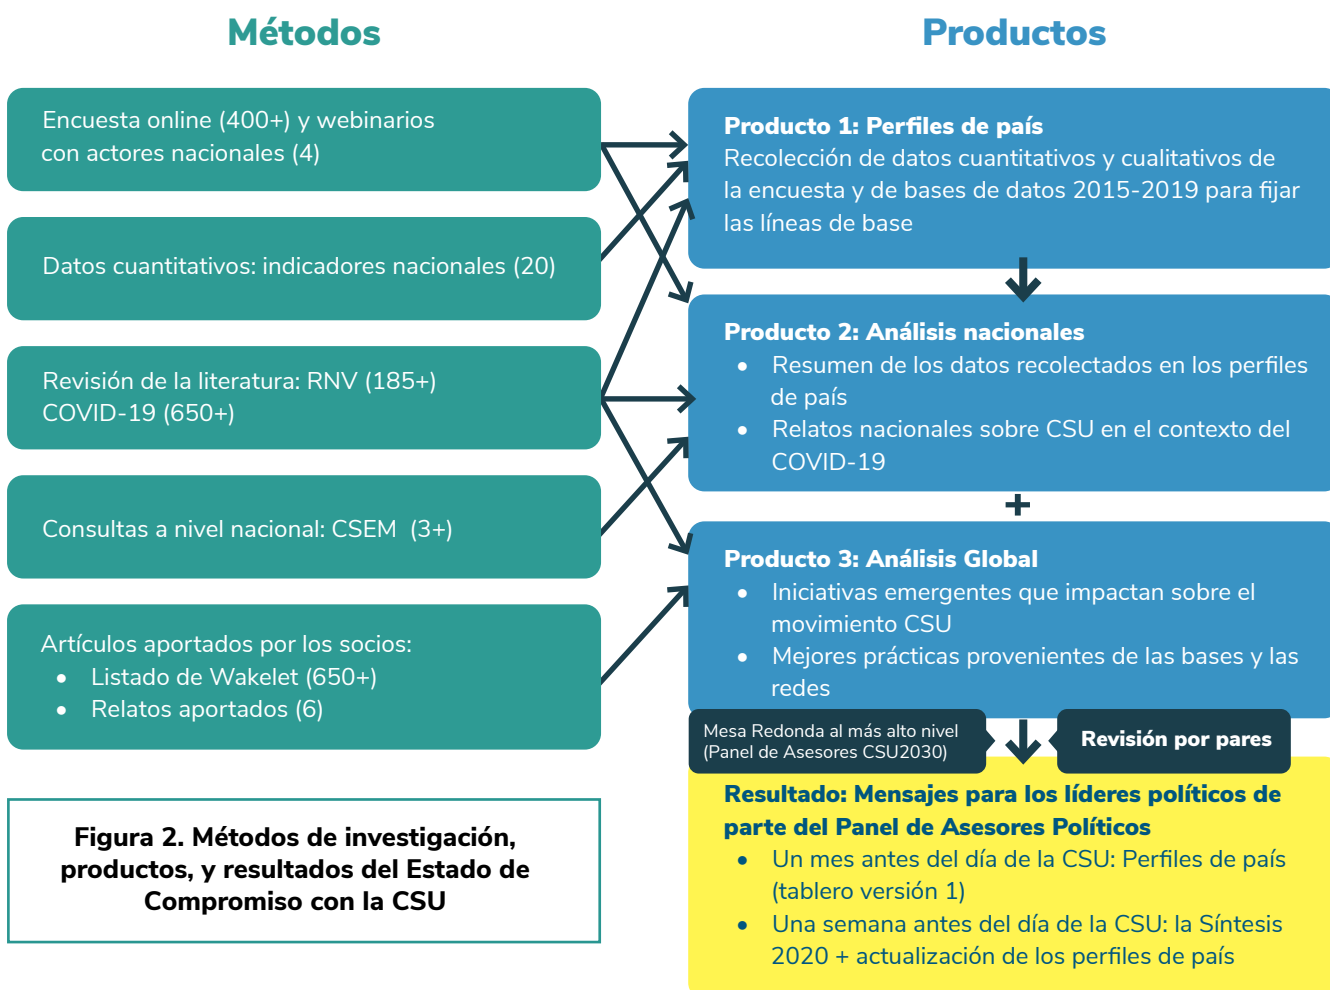 Métodos
Encuesta online (400+) y webinarios
con actores nacionales (4)
Datos cuantitativos: indicadores nacionales (20)
Revisión de la literatura: RNV (185+)
COVID-19 (650+)
Consultas a nivel nacional: CSEM (3+)
Artículos aportados por los socios:
• Listado de Wakelet (650+)
• Relatos aportados (6)
Figura 2. Métodos de investigación,
productos, y resultados del Estado de
Compromiso con la CSU
Productos
Producto 1: Perfiles de país
Recolección de datos cuantitativos y cualitativos de
la encuesta y de bases de datos 2015-2019 para fijar
las líneas de base
Producto 2: Análisis nacionales
• Resumen de los datos recolectados en los perfiles
de país
• Relatos nacionales sobre CSU en el contexto del
COVID-19
+
Producto 3: Análisis Global
• Iniciativas emergentes que impactan sobre el
movimiento CSU
• Mejores prácticas provenientes de las bases y las
redes
Mesa Redonda al más alto nivel
(Panel de Asesores CSU2030)
Revisión por pares
Resultado: Mensajes para los líderes políticos de
parte del Panel de Asesores Políticos
• Un mes antes del día de la CSU: Perfiles de país
(tablero versión 1)
• Una semana antes del día de la CSU: la Síntesis
2020 + actualización de los perfiles de país